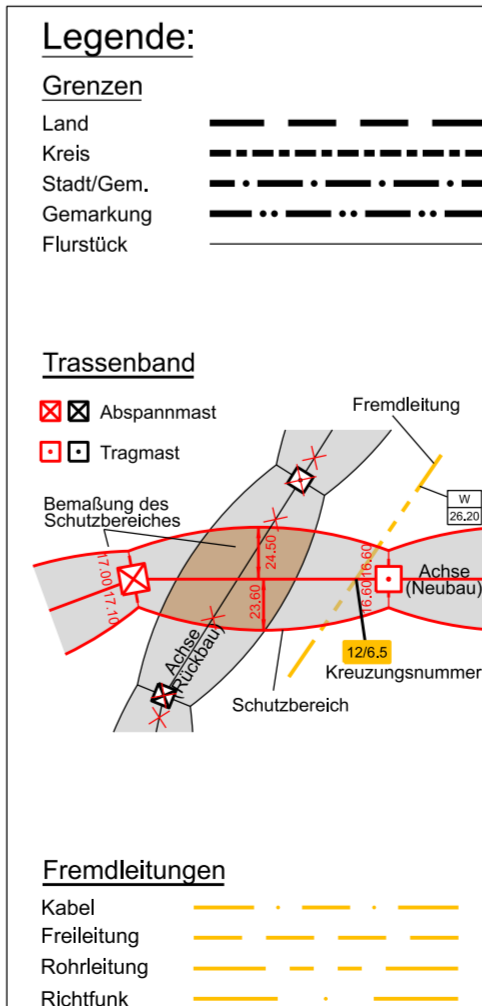 Legende:
Grenzen
Land
Kreis
Stadt/Gem.
Gemarkung
Flurstück
Trassenband
Abspannmast
Tragmast
Fremdleitung
Bemaßung des
Schutzbereiches
W
26,20
17.00
17.10
24.50
23.60
16.60
16.60
Achse
(Neubau)
Achse
(Rückbau)
12/6.5
Kreuzungsnummer
Schutzbereich
Fremdleitungen
Kabel
Freileitung
Rohrleitung
Richtfunk